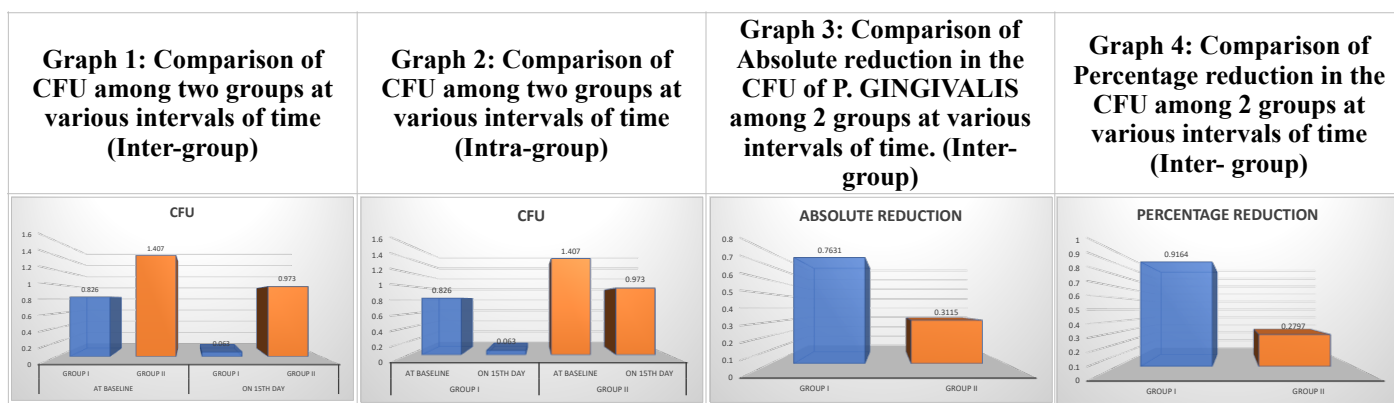 Graph 1: Comparison of
CFU among two groups at
various intervals of time
(Inter-group)
Graph 2: Comparison of
CFU among two groups at
various intervals of time
(Intra-group)
Graph 3: Comparison of
Absolute reduction in the
CFU of P. GINGIVALIS
among 2 groups at various
intervals of time. (Inter-
group)
Graph 4: Comparison of
Percentage reduction in the
CFU among 2 groups at
various intervals of time
(Inter- group)
CFU
1.6
1.4
1.2
1
0.8
0.6
0.4
0.2
0
0.826
1.407
0.063
0.973
GROUP I
GROUP II
GROUP I
GROUP II
AT BASELINE
ON 15TH DAY
CFU
1.6
1.4
1.2
1
0.8
0.6
0.4
0.2
0
0.826
0.063
1.407
0.973
AT BASELINE
ON 15TH DAY
AT BASELINE
ON 15TH DAY
GROUP I
GROUP II
ABSOLUTE REDUCTION
0.8
0.7
0.6
0.5
0.4
0.3
0.2
0.1
0
0.7631
0.3115
GROUP I
GROUP II
PERCENTAGE REDUCTION
1
0.9
0.8
0.7
0.6
0.5
0.4
0.3
0.2
0.1
0
0.9164
0.2797
GROUP I
GROUP II